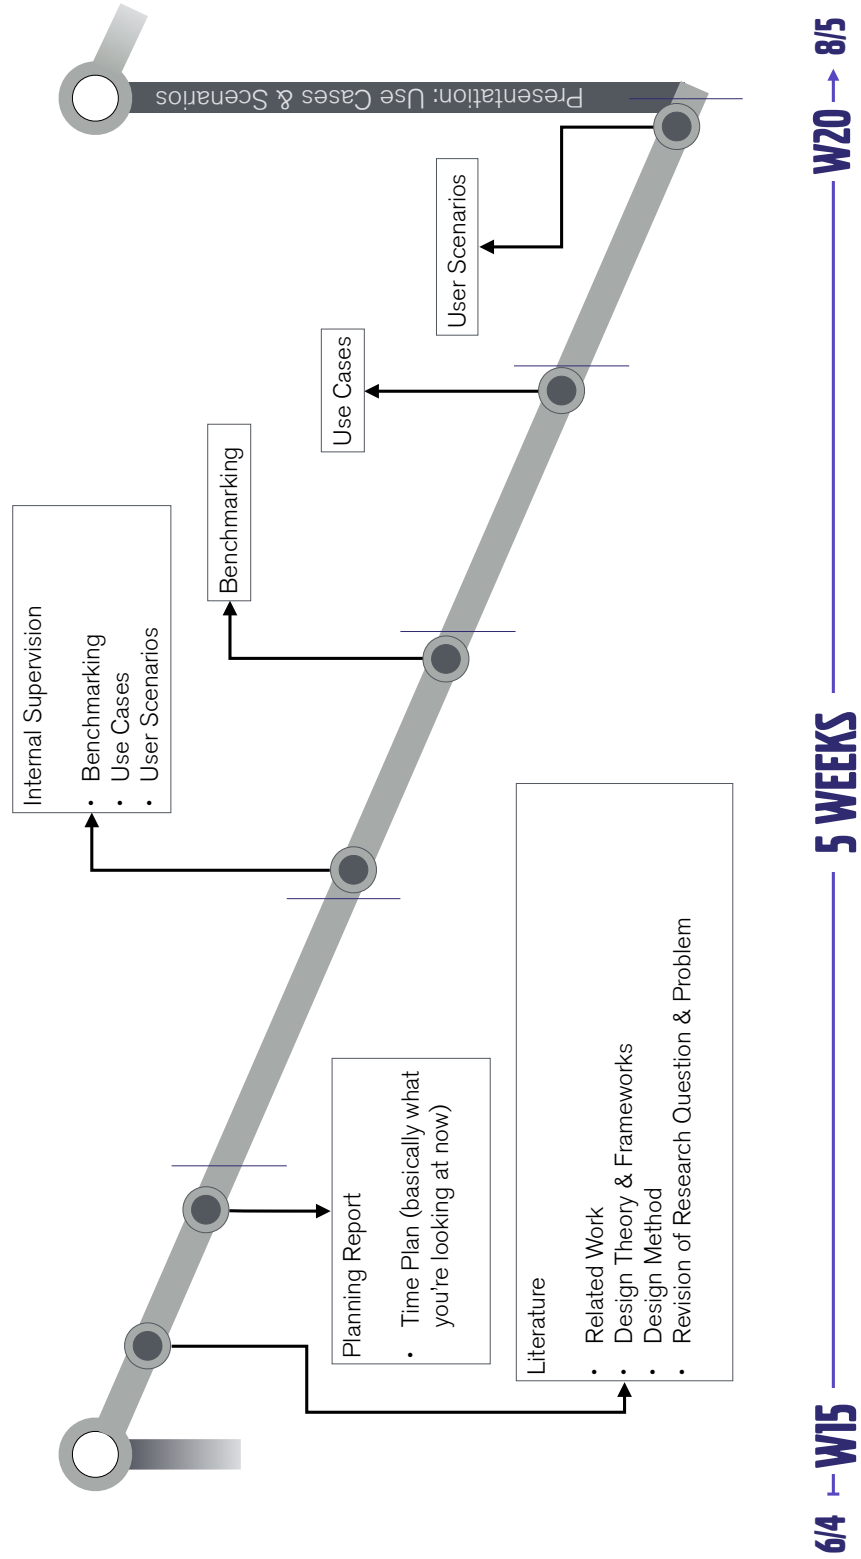 Literature
• Related Work
• Design Theory & Frameworks
• Design Method
• Revision of Research Question & Problem
Planning Report
• Time Plan (basically what
you're looking at now)
Internal Supervision
• Benchmarking
• Use Cases
• User Scenarios
Benchmarking
Use Cases
User Scenarios
Presentation: Use Cases & Scenarios
6/4
W15
5 WEEKS
W20
8/5